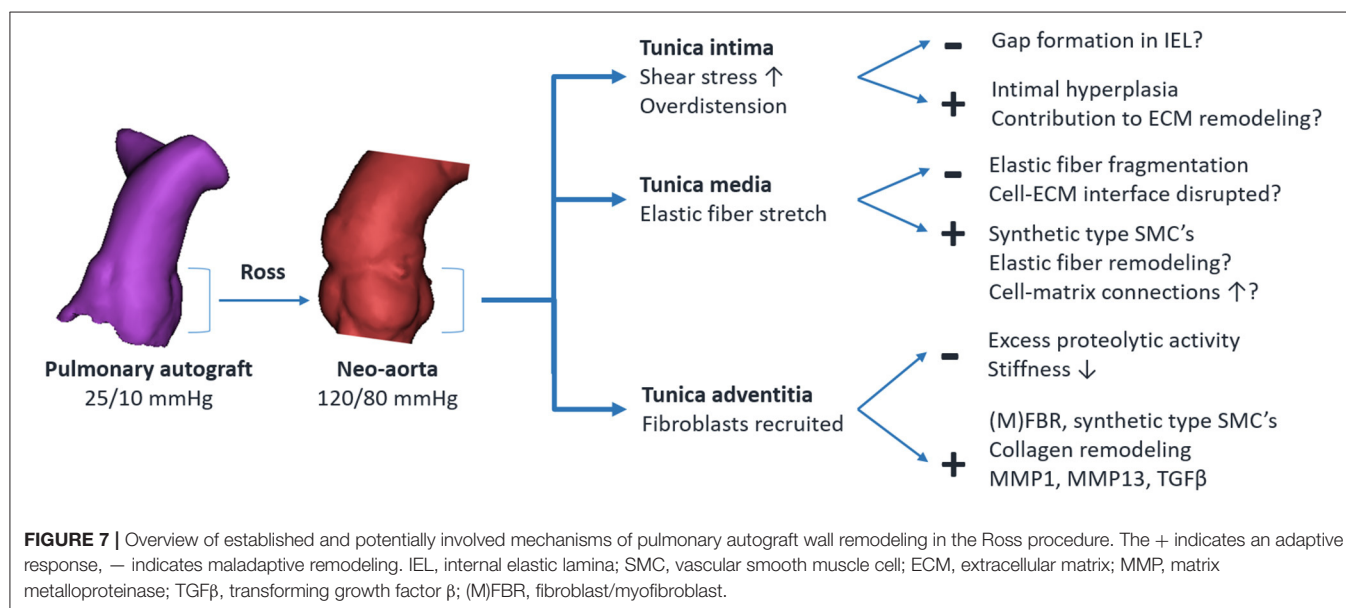 Tunica intima
Shear stress ↑
Overdistension
- Gap formation in IEL?
+ Intimal hyperplasia
Contribution to ECM remodeling?
Tunica media
Elastic fiber stretch
- Elastic fiber fragmentation
Cell-ECM interface disrupted?
+ Synthetic type SMC's
Elastic fiber remodeling?
Cell-matrix connections ↑?
Ross
Pulmonary autograft
25/10 mmHg
Neo-aorta
120/80 mmHg
Tunica adventitia
Fibroblasts recruited
- Excess proteolytic activity
Stiffness ↓
+ (M)FBR, synthetic type SMC's
Collagen remodeling
MMP1, MMP13, TGFβ
FIGURE 7 | Overview of established and potentially involved mechanisms of pulmonary autograft wall remodeling in the Ross procedure. The + indicates an adaptive
response, — indicates maladaptive remodeling. IEL, internal elastic lamina; SMC, vascular smooth muscle cell; ECM, extracellular matrix; MMP, matrix
metalloproteinase; TGFβ, transforming growth factor β; (M)FBR, fibroblast/myofibroblast.